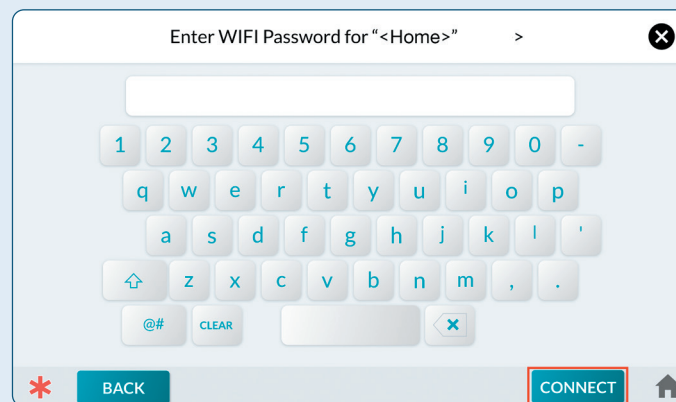 Enter WIFI Password for “<Home>” >
1 2 3 4 5 6 7 8 9 0 -
q w e r t y u i o p
a s d f g h j k l '
z x c v b n m , .
@# CLEAR
BACK CONNECT